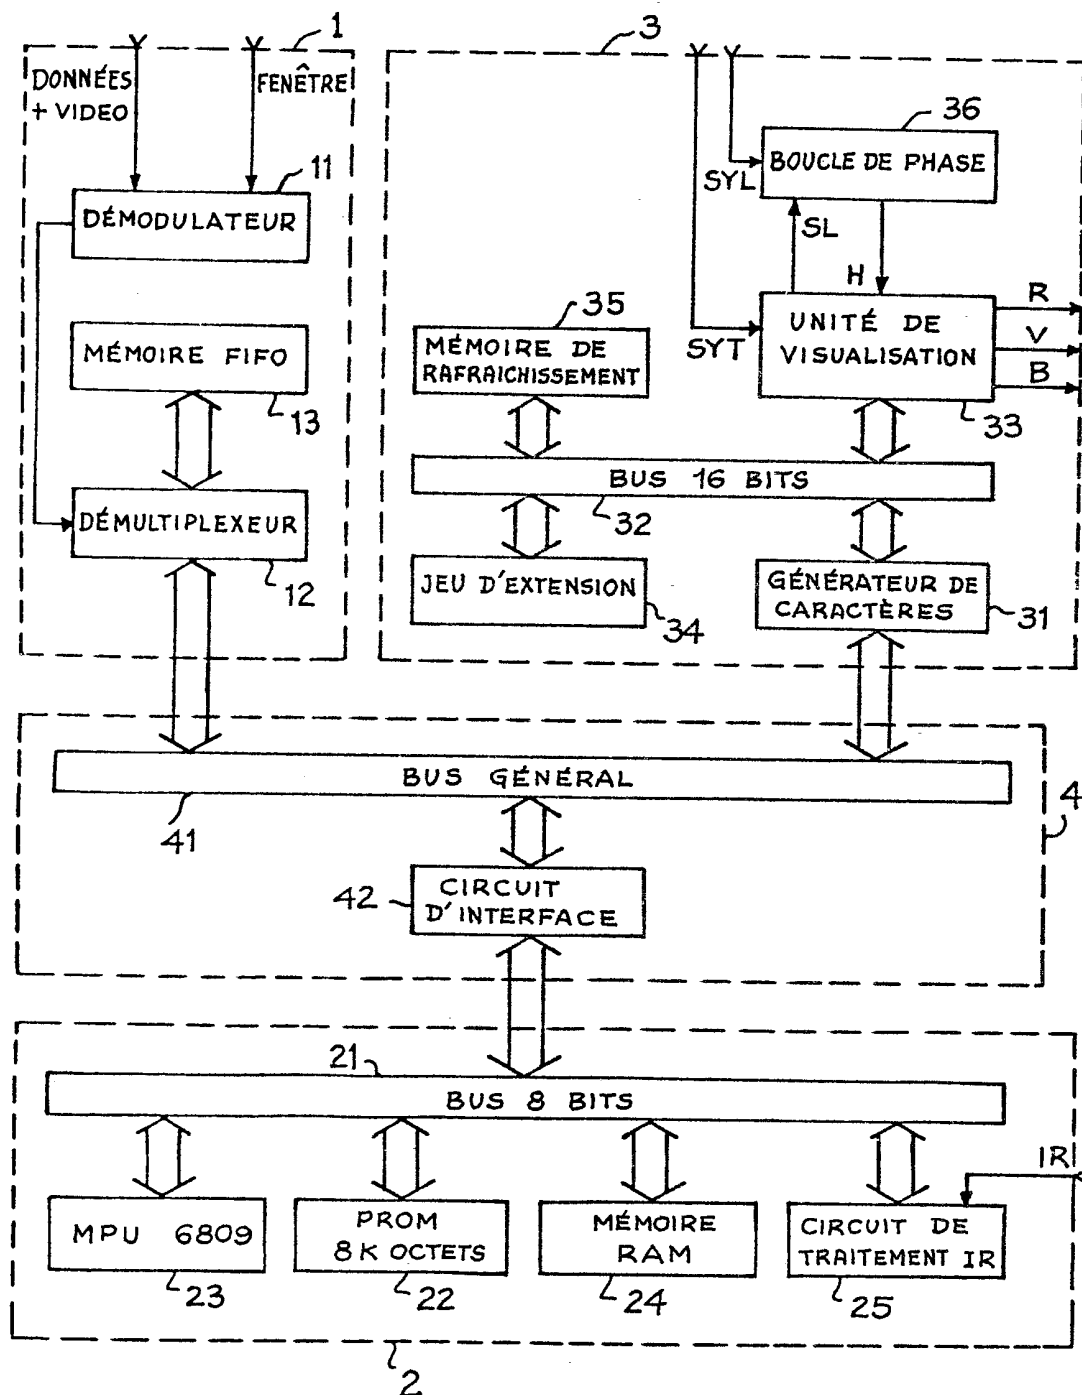 1
DONNÉES
+ VIDEO
FENÊTRE
11
DÉMODULATEUR
MÉMOIRE FIFO
13
DÉMULTIPLEXEUR
12
3
36
BOUCLE DE PHASE
SYL
SL
H
35
MÉMOIRE DE
RAFRAICHISSEMENT
SYT
UNITÉ DE
VISUALISATION
R
V
B
33
BUS 16 BITS
32
JEU D'EXTENSION
34
GÉNÉRATEUR DE
CARACTÈRES
31
BUS GÉNÉRAL
41
4
42
CIRCUIT
D'INTERFACE
21
BUS 8 BITS
IR
MPU 6809
23
PROM
8K OCTETS
22
MÉMOIRE
RAM
24
CIRCUIT DE
TRAITEMENT IR
25
2